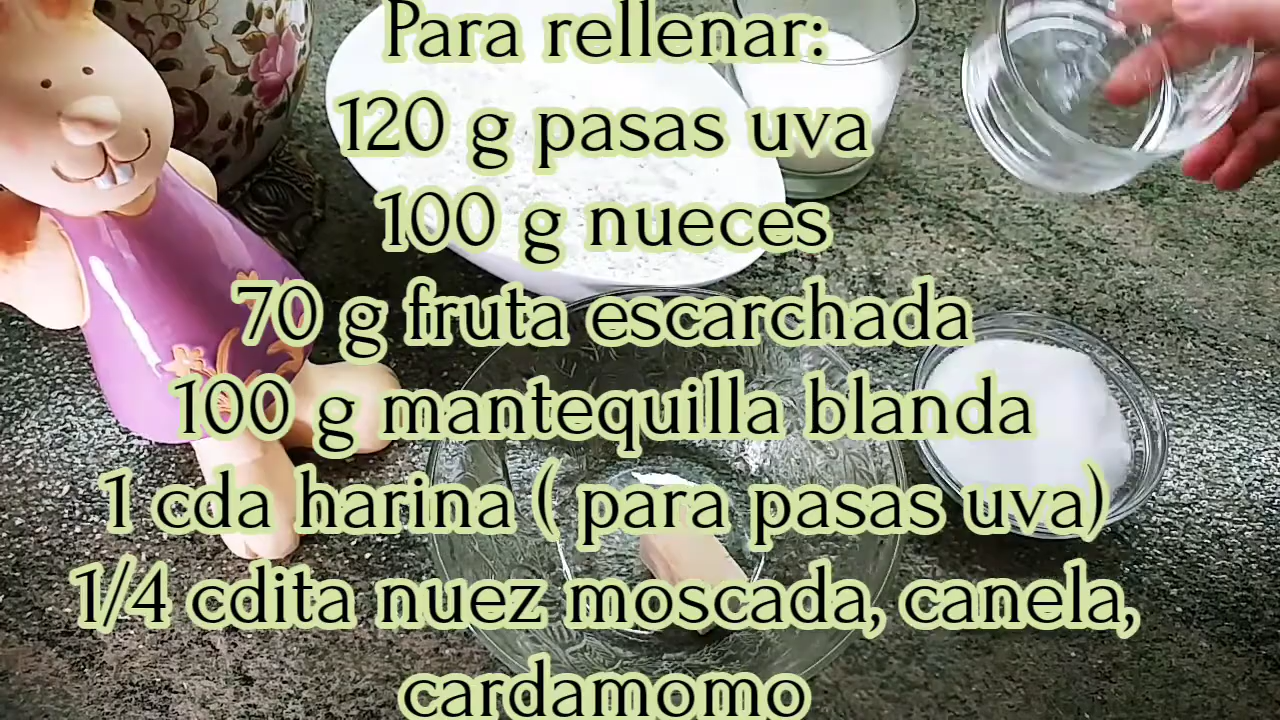 Para rellenar:
120 g pasas uva
100 g nueces
70 g fruta escarchada
100 g mantequilla blanda
1 cda harina ( para pasas uva)
1/4 cdita nuez moscada, canela,
cardamomo